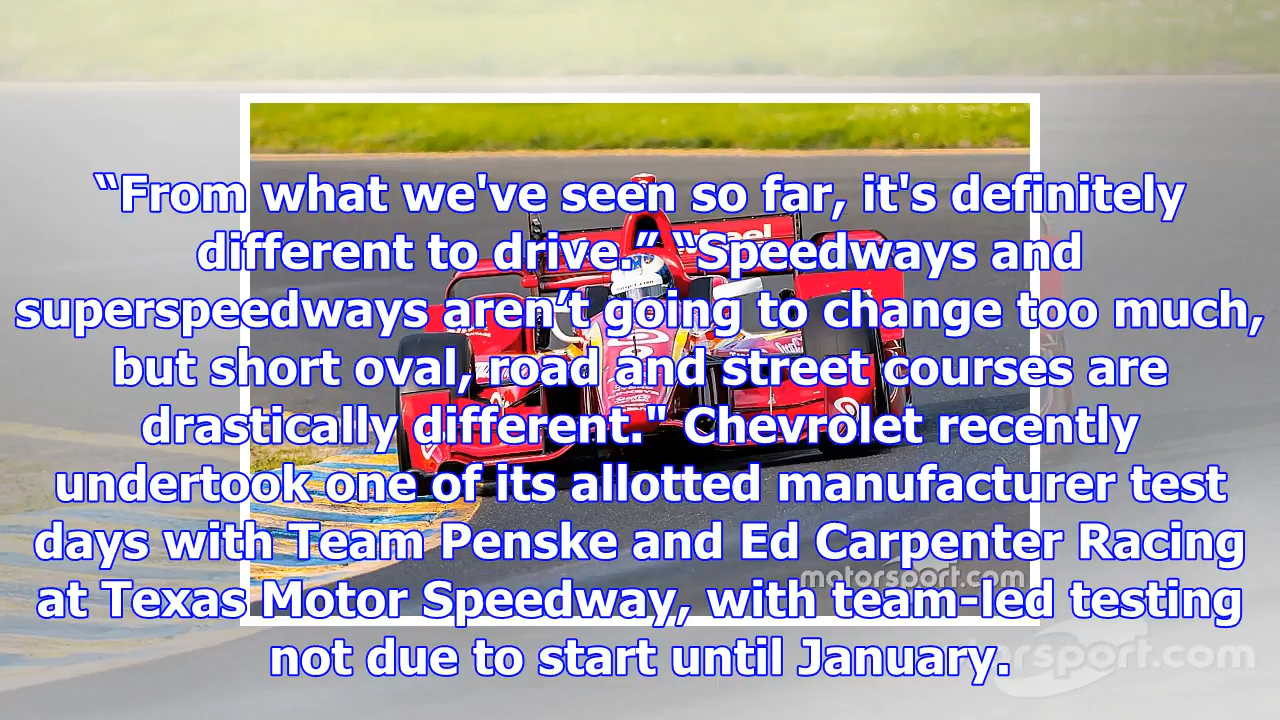 “From what we've seen so far, it's definitely
different to drive.” “Speedways and
superspeedways aren’t going to change too much,
but short oval, road and street courses are
drastically different." Chevrolet recently
undertook one of its allotted manufacturer test
days with Team Penske and Ed Carpenter Racing
at Texas Motor Speedway, with team-led testing
not due to start until January.
motorsport.com